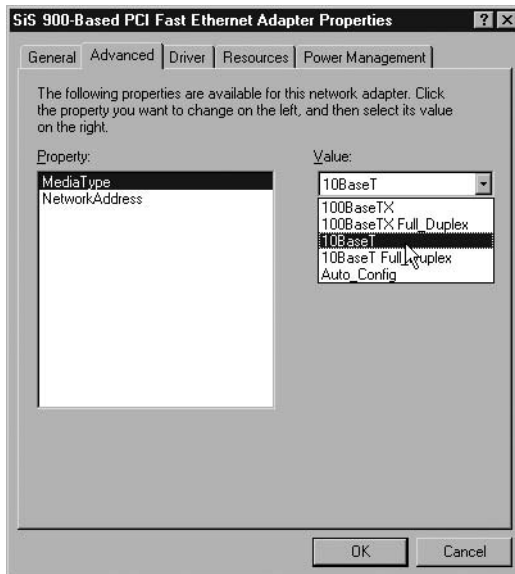 SiS 900-Based PCI Fast Ethernet Adapter Properties
General Advanced Driver Resources Power Management
The following properties are available for this network adapter. Click
the property you want to change on the left, and then select its value
on the right.
Property:
MediaType
NetworkAddress
Value:
10BaseT
100BaseTX
100BaseTX Full_Duplex
10BaseT
10BaseT Full_Duplex
Auto_Config
OK Cancel